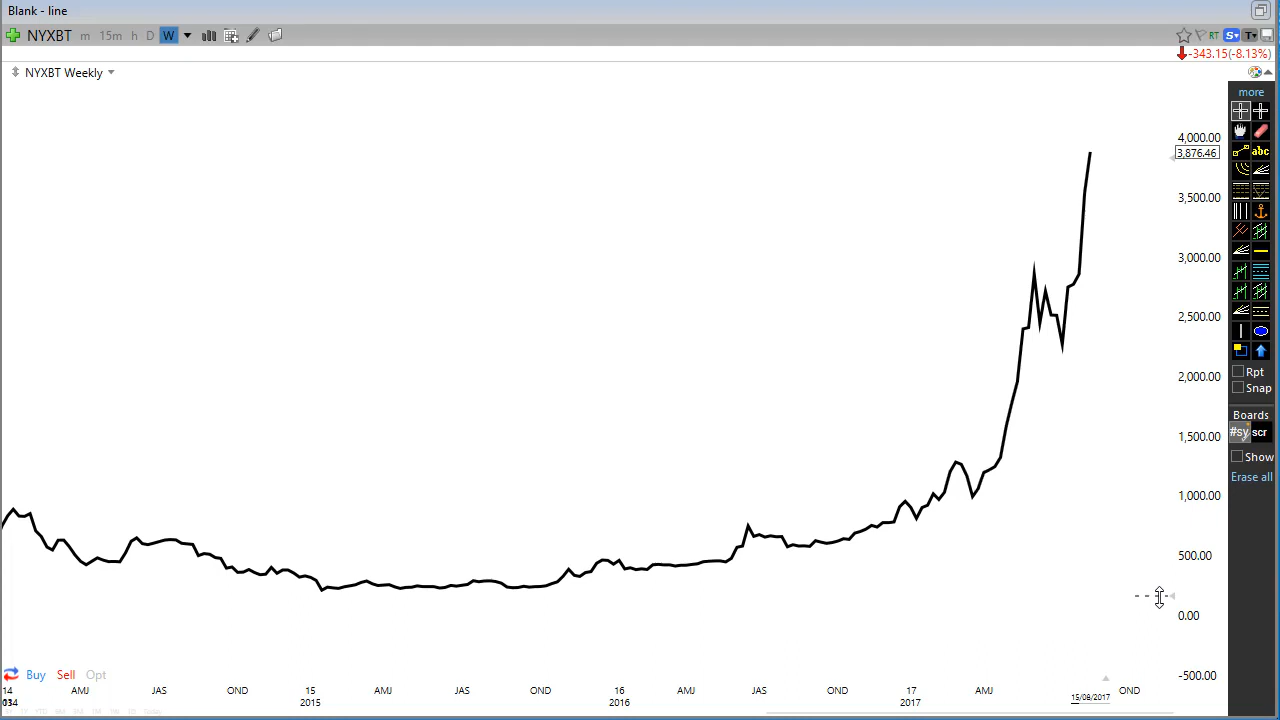 Blank - line
NYXBT m 15m h D W RT S T
-343.15(-8.13%)
NYXBT Weekly
more
abc
4,000.00
3,876.46
3,500.00
3,000.00
2,500.00
2,000.00
1,500.00
1,000.00
500.00
0.00
-500.00
Rpt
Snap
Boards
#sy scr
Show
Erase all
Buy Sell Opt
14 AMJ JAS OND 15 AMJ JAS OND 16 AMJ JAS OND 17 AMJ OND
2015 2016 2017 15/08/2017